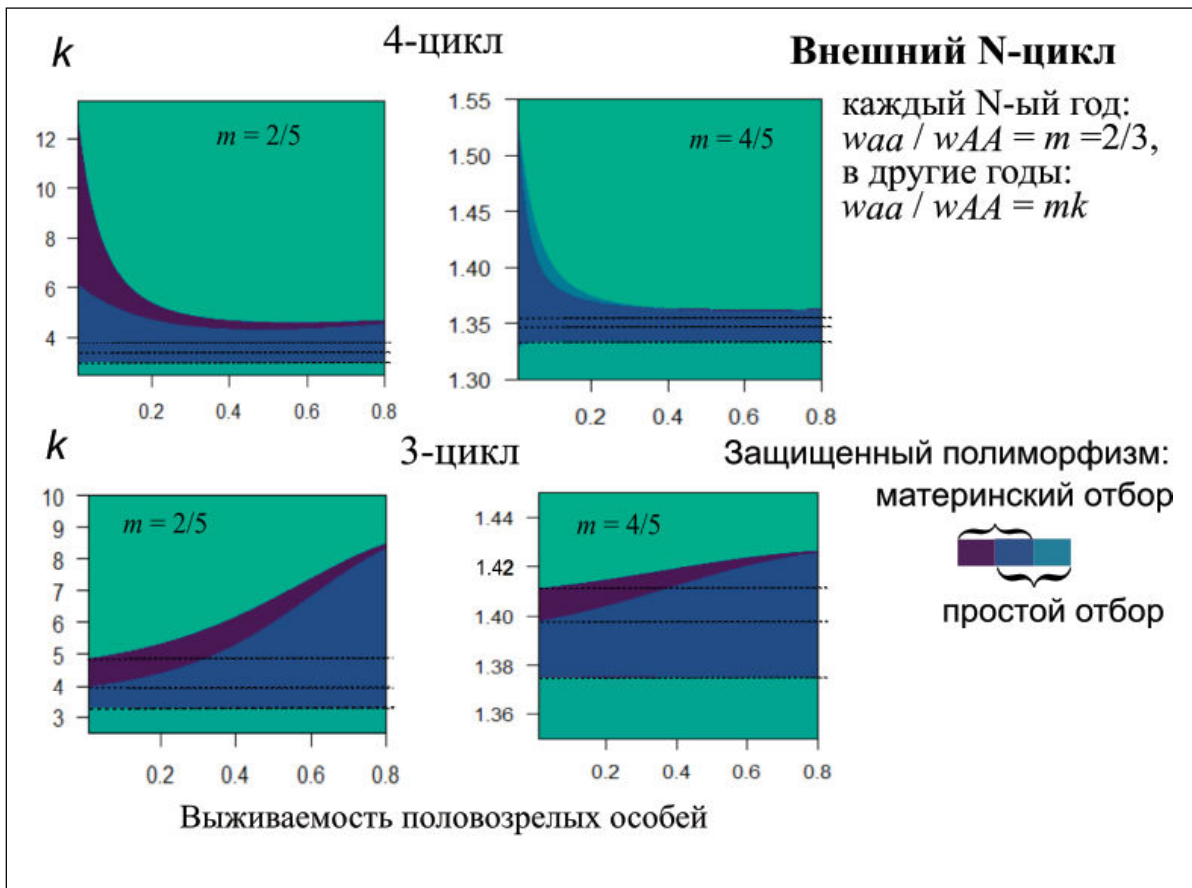 k
4-цикл
Внешний N-цикл
каждый N-ый год:
waa / wAA = m =2/3,
в другие годы:
waa / wAA = mk
m = 2/5
12
10
8
6
4
0.2 0.4 0.6 0.8
m = 4/5
1.55
1.50
1.45
1.40
1.35
1.30
0.2 0.4 0.6 0.8
k
3-цикл
Защищенный полиморфизм:
материнский отбор
простой отбор
m = 2/5
10
9
8
7
6
5
4
3
0.2 0.4 0.6 0.8
m = 4/5
1.44
1.42
1.40
1.38
1.36
0.2 0.4 0.6 0.8
Выживаемость половозрелых особей